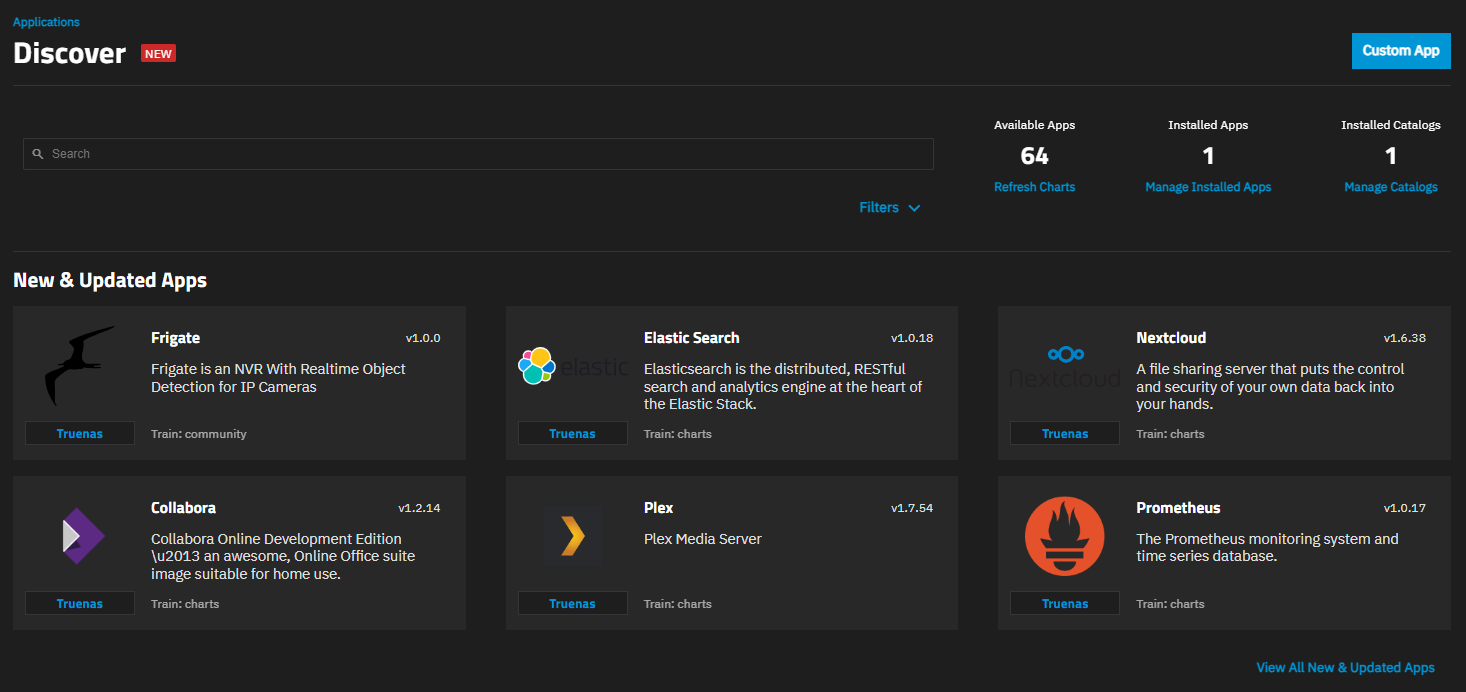 Applications
Discover NEW
Custom App
Search
Filters
Available Apps
64
Refresh Charts
Installed Apps
1
Manage Installed Apps
Installed Catalogs
1
Manage Catalogs
New & Updated Apps
Frigate v1.0.0
Frigate is an NVR With Realtime Object
Detection for IP Cameras
Truenas Train: community
elastic
Elastic Search v1.0.18
Elasticsearch is the distributed, RESTful
search and analytics engine at the heart of
the Elastic Stack.
Truenas Train: charts
Nextcloud
Nextcloud v1.6.38
A file sharing server that puts the control
and security of your own data back into
your hands.
Truenas Train: charts
Collabora v1.2.14
Collabora Online Development Edition
\u2013 an awesome, Online Office suite
image suitable for home use.
Truenas Train: charts
Plex v1.7.54
Plex Media Server
Truenas Train: charts
Prometheus v1.0.17
The Prometheus monitoring system and
time series database.
Truenas Train: charts
View All New & Updated Apps